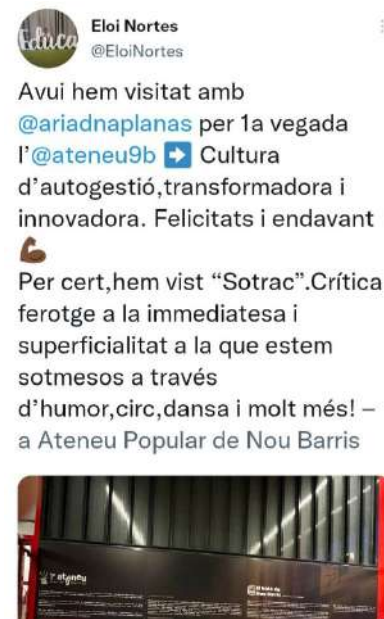 Educa
Eloi Nortes
@EloiNortes
Avui hem visitat amb
@ariadnaplanas per 1a vegada
l’@ateneu9b ➡️ Cultura
d’autogestió,transformadora i
innovadora. Felicitats i endavant
💪🏿
Per cert,hem vist “Sotrac”.Crítica
ferotge a la immediatesa i
superficialitat a la que estem
sotmesos a través
d’humor,circ,dansa i molt més! –
a Ateneu Popular de Nou Barris
ateneu